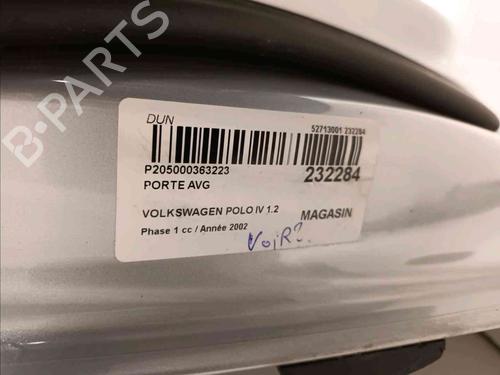 B-PARTS
DUN
52713001 232284
P205000363223
232284
PORTE AVG
VOLKSWAGEN POLO IV 1.2
MAGASIN
Phase 1 cc / Année 2002